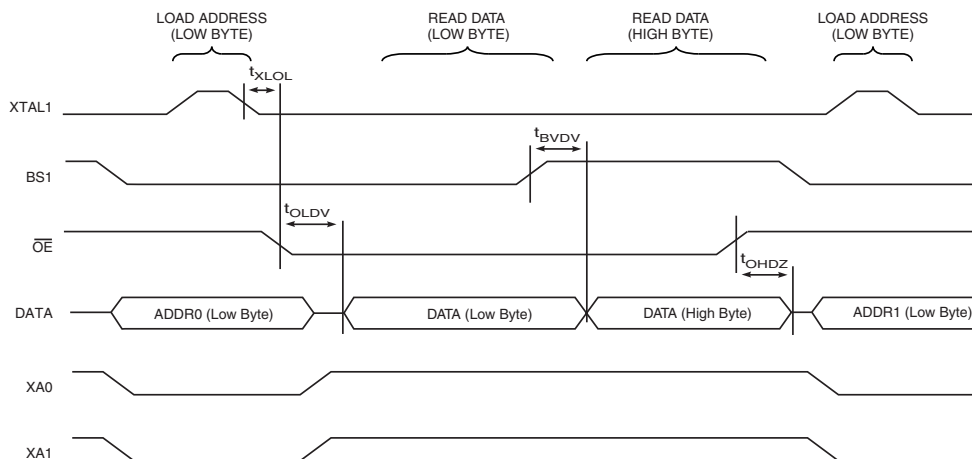 LOAD ADDRESS
(LOW BYTE)
READ DATA
(LOW BYTE)
READ DATA
(HIGH BYTE)
LOAD ADDRESS
(LOW BYTE)
tXLOL
XTAL1
tBVDV
BS1
tOLDV
OE
tOHDZ
DATA
ADDR0 (Low Byte)
DATA (Low Byte)
DATA (High Byte)
ADDR1 (Low Byte)
XA0
XA1